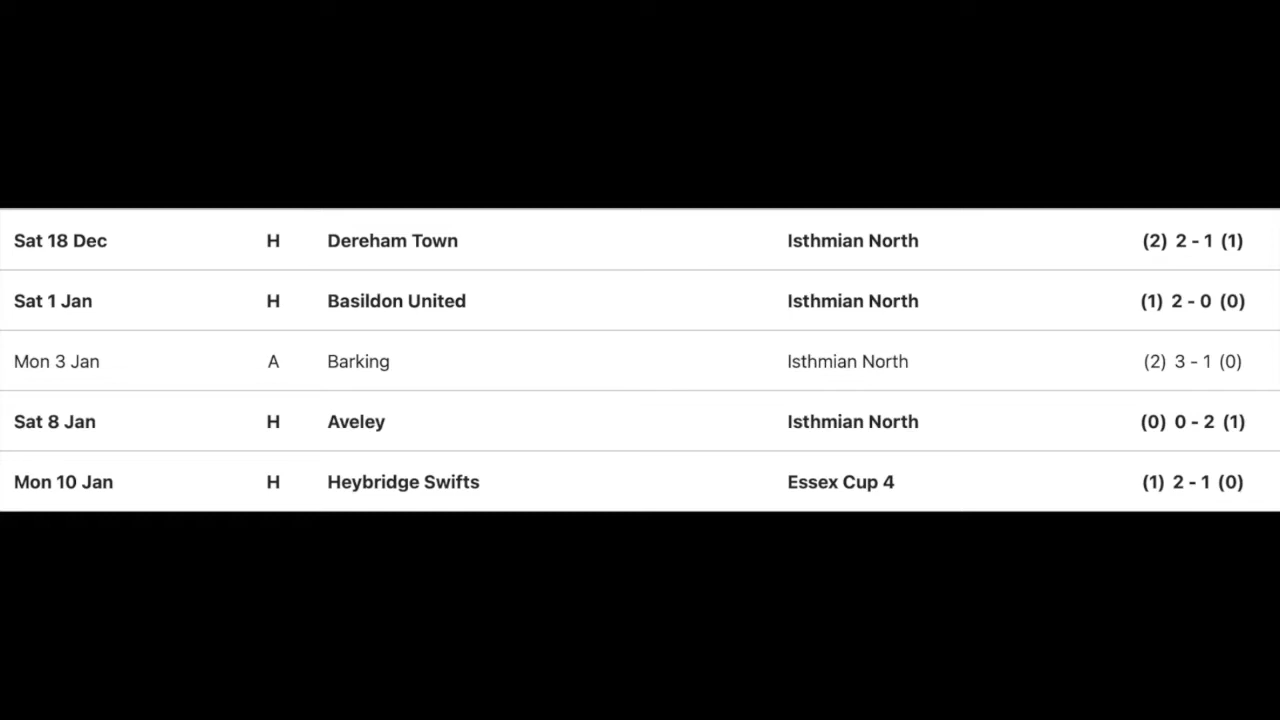 Sat 18 Dec H Dereham Town Isthmian North (2) 2 - 1 (1)
Sat 1 Jan H Basildon United Isthmian North (1) 2 - 0 (0)
Mon 3 Jan A Barking Isthmian North (2) 3 - 1 (0)
Sat 8 Jan H Aveley Isthmian North (0) 0 - 2 (1)
Mon 10 Jan H Heybridge Swifts Essex Cup 4 (1) 2 - 1 (0)